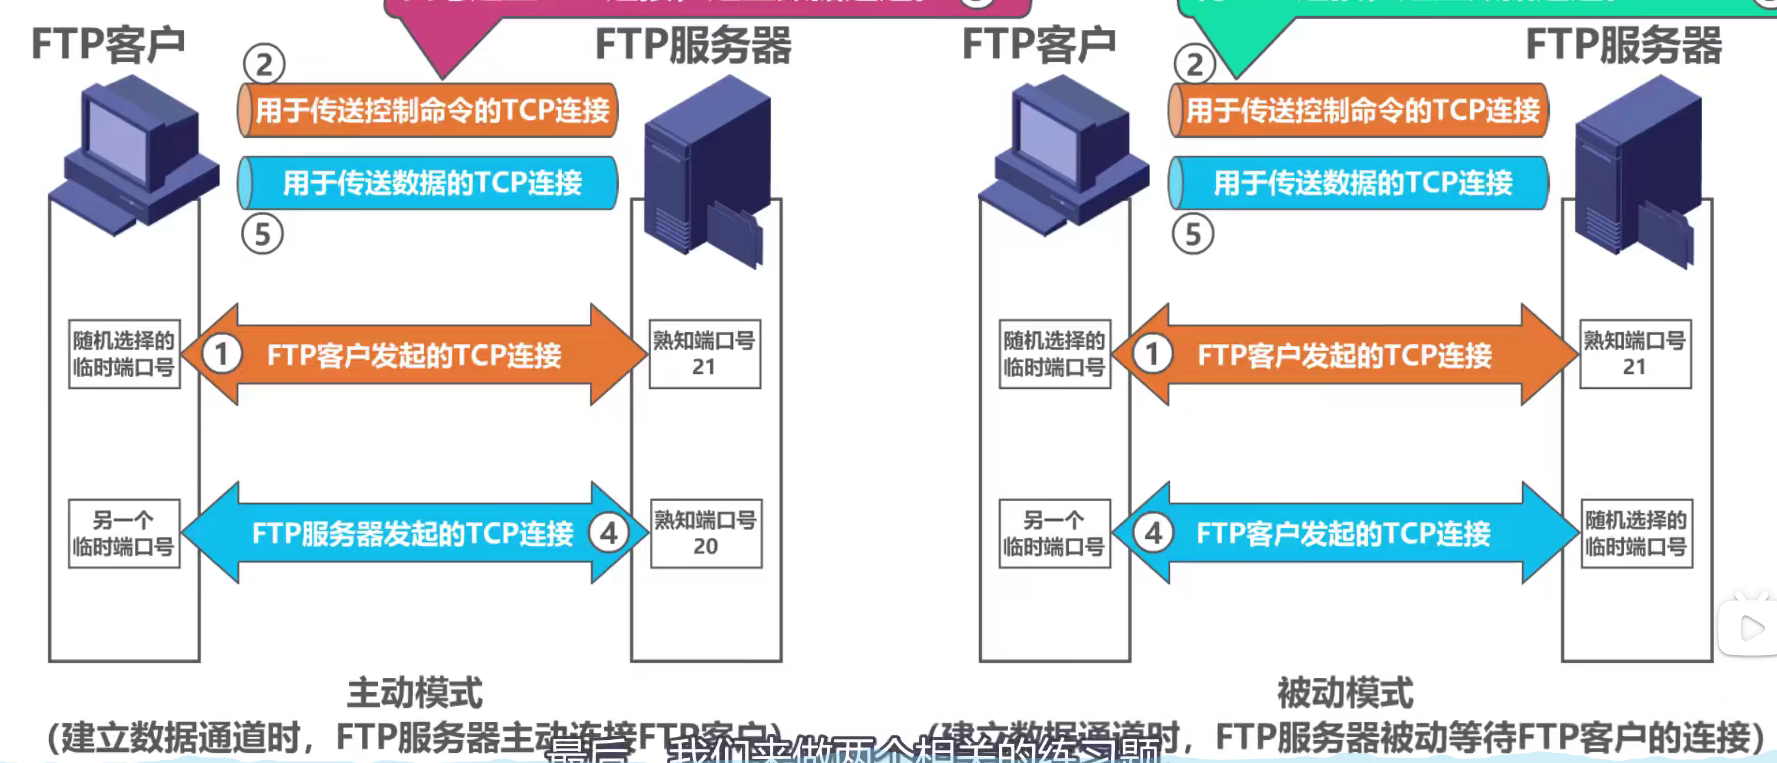 FTP客户
FTP服务器
②
用于传送控制命令的TCP连接
用于传送数据的TCP连接
⑤
随机选择的
临时端口号
①
FTP客户发起的TCP连接
熟知端口号
21
另一个
临时端口号
FTP服务器发起的TCP连接
④
熟知端口号
20
主动模式
(建立数据通道时，FTP服务器主动连接FTP客户)
FTP客户
FTP服务器
②
用于传送控制命令的TCP连接
用于传送数据的TCP连接
⑤
随机选择的
临时端口号
①
FTP客户发起的TCP连接
熟知端口号
21
另一个
临时端口号
④
FTP客户发起的TCP连接
随机选择的
临时端口号
被动模式
(建立数据通道时，FTP服务器被动等待FTP客户的连接)
最后，我们来做两个相关的练习题